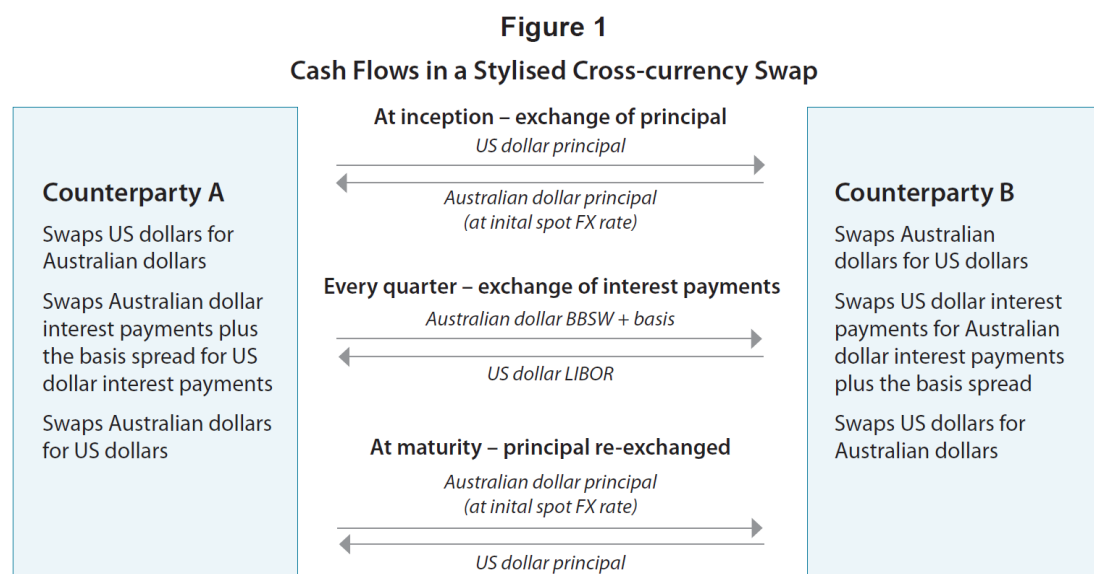 Figure 1
Cash Flows in a Stylised Cross-currency Swap
Counterparty A
Swaps US dollars for
Australian dollars
Swaps Australian dollar
interest payments plus
the basis spread for US
dollar interest payments
Swaps Australian dollars
for US dollars
At inception – exchange of principal
US dollar principal
Australian dollar principal
(at inital spot FX rate)
Every quarter – exchange of interest payments
Australian dollar BBSW + basis
US dollar LIBOR
At maturity – principal re-exchanged
Australian dollar principal
(at inital spot FX rate)
US dollar principal
Counterparty B
Swaps Australian
dollars for US dollars
Swaps US dollar interest
payments for Australian
dollar interest payments
plus the basis spread
Swaps US dollars for
Australian dollars